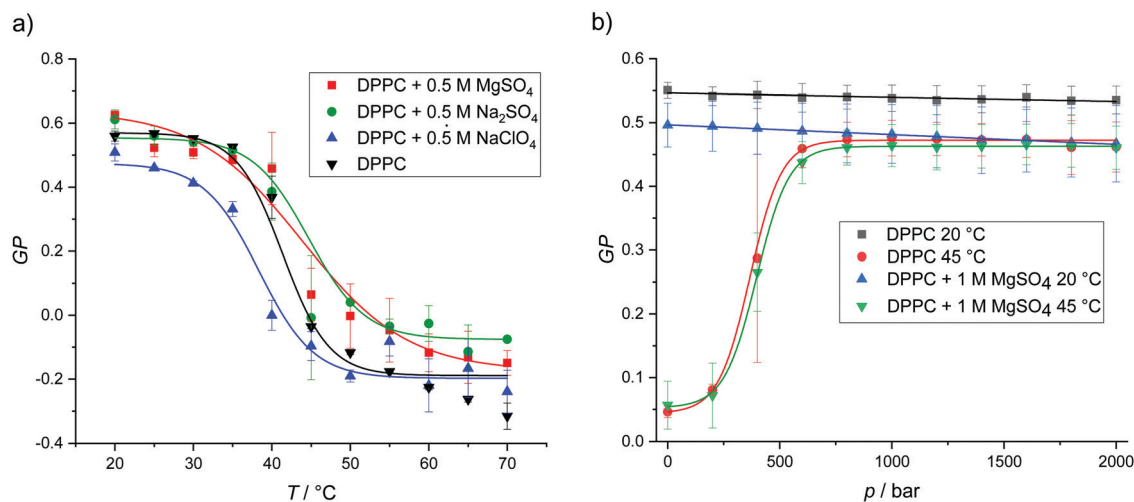 a)
0.8
0.6
0.4
0.2
0.0
-0.2
-0.4
GP
20
30
40
50
60
70
T / °C
DPPC + 0.5 M MgSO₄
DPPC + 0.5 M Na₂SO₄
DPPC + 0.5 M NaClO₄
DPPC
b)
0.6
0.5
0.4
0.3
0.2
0.1
0.0
GP
0
500
1000
1500
2000
p / bar
DPPC 20 °C
DPPC 45 °C
DPPC + 1 M MgSO₄ 20 °C
DPPC + 1 M MgSO₄ 45 °C